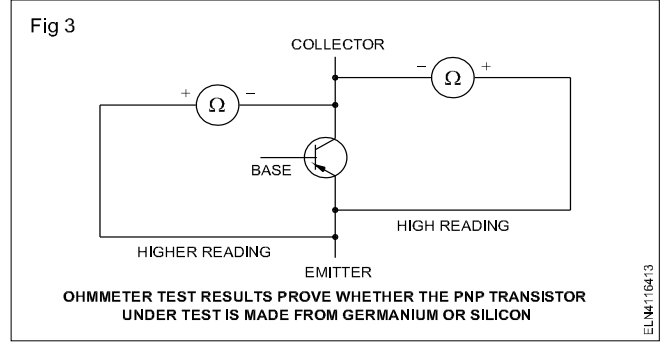 Fig 3
COLLECTOR
+ Ω −
− Ω +
BASE
HIGHER READING
HIGH READING
EMITTER
OHMMETER TEST RESULTS PROVE WHETHER THE PNP TRANSISTOR
UNDER TEST IS MADE FROM GERMANIUM OR SILICON
ELN4116413